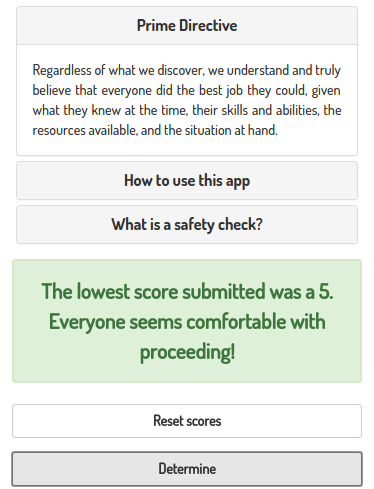 Prime Directive
Regardless of what we discover, we understand and truly
believe that everyone did the best job they could, given
what they knew at the time, their skills and abilities, the
resources available, and the situation at hand.
How to use this app
What is a safety check?
The lowest score submitted was a 5.
Everyone seems comfortable with
proceeding!
Reset scores
Determine